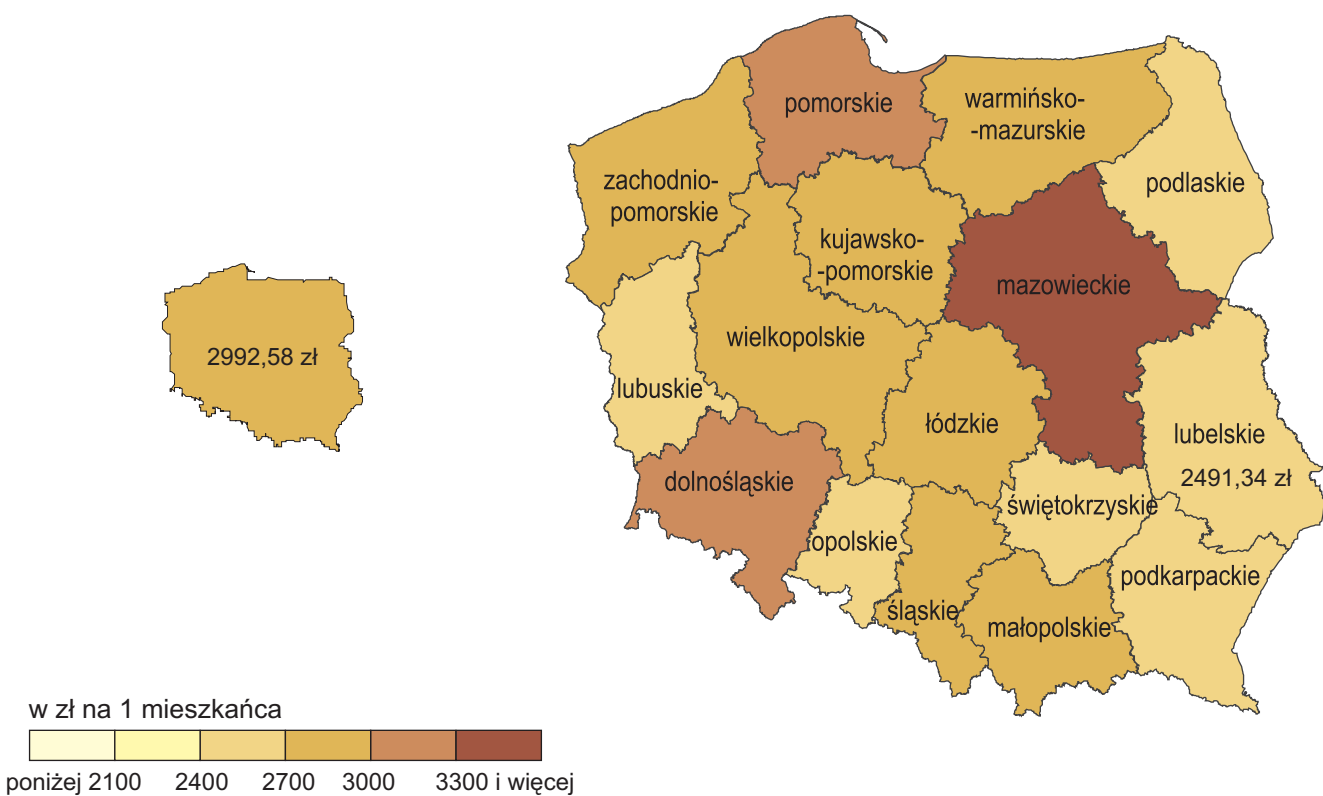 pomorskie
warmińsko-
-mazurskie
podlaskie
zachodnio-
pomorskie
kujawsko-
-pomorskie
mazowieckie
wielkopolskie
2992,58 zł
lubuskie
łódzkie
lubelskie
2491,34 zł
dolnośląskie
świętokrzyskie
opolskie
podkarpackie
śląskie
małopolskie
w zł na 1 mieszkańca
poniżej 2100 2400 2700 3000 3300 i więcej